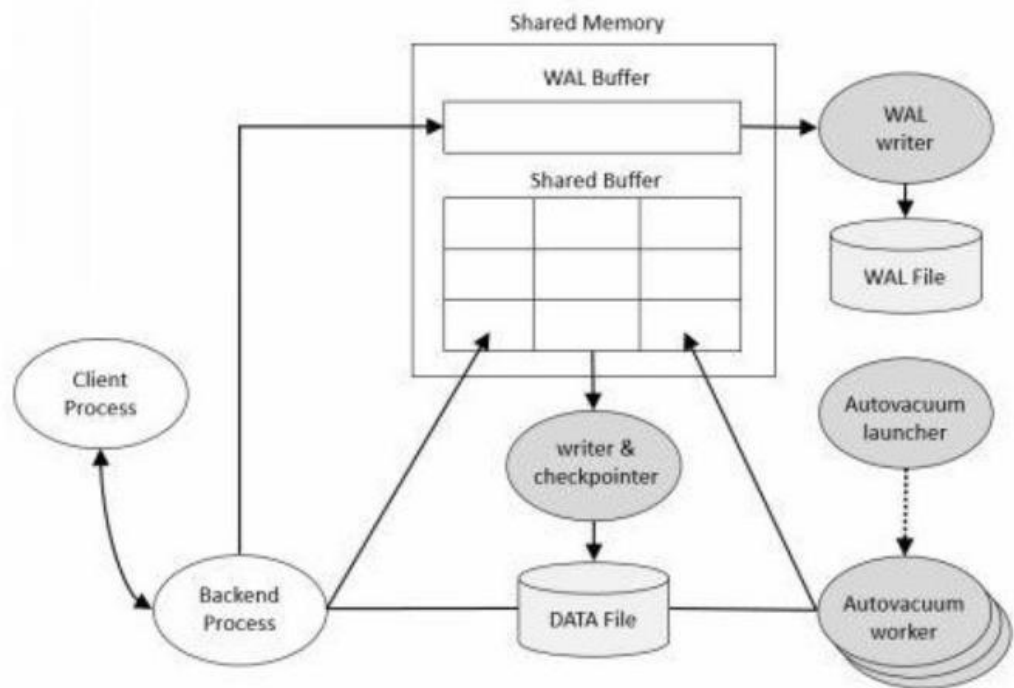 Shared Memory
WAL Buffer
WAL
writer
Shared Buffer
WAL File
Client
Process
Autovacuum
launcher
writer &
checkpointer
Backend
Process
DATA File
Autovacuum
worker